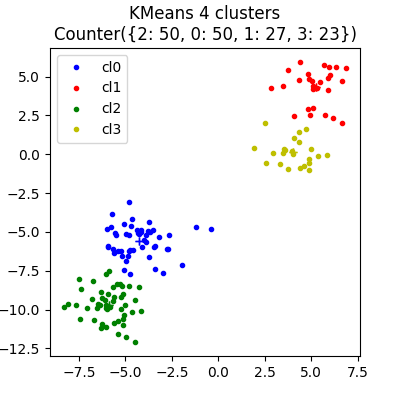 KMeans 4 clusters
Counter({2: 50, 0: 50, 1: 27, 3: 23})
cl0
cl1
cl2
cl3
5.0
2.5
0.0
−2.5
−5.0
−7.5
−10.0
−12.5
−7.5 −5.0 −2.5 0.0 2.5 5.0 7.5